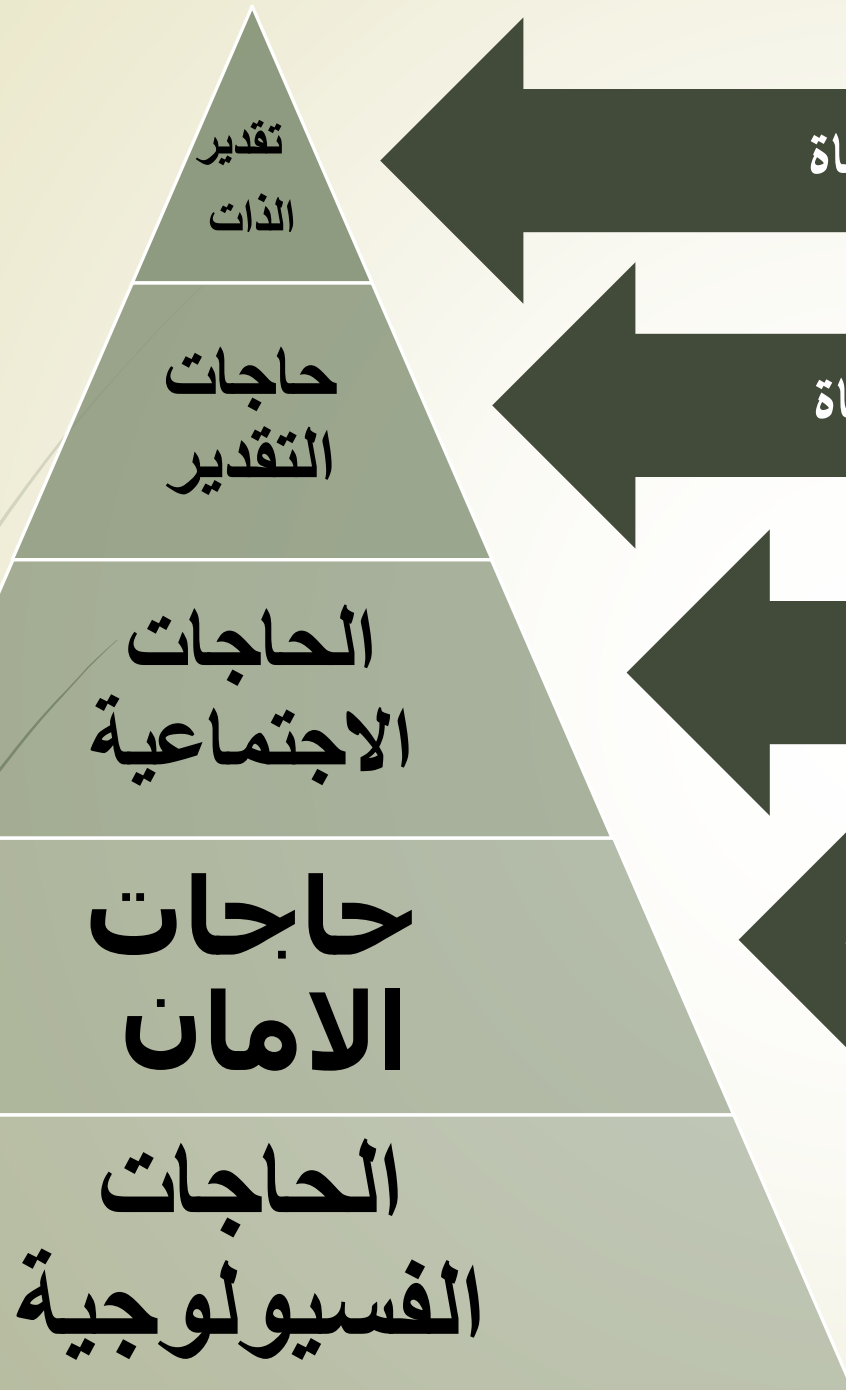 تقدير
الذات
حاجات
التقدير
الحاجات
الاجتماعية
حاجات
الامان
الحاجات
الفسيولوجية